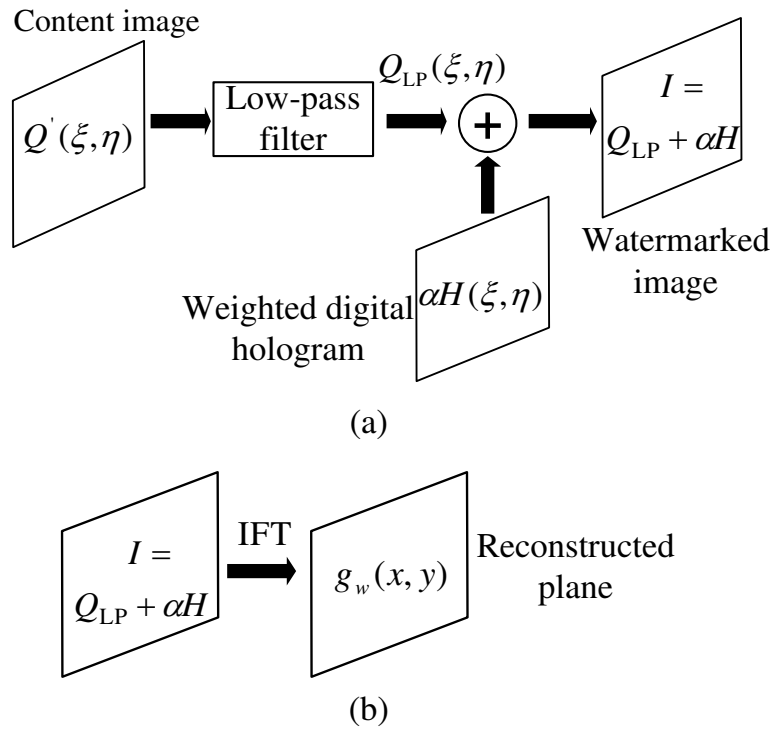 Content image
Q'(ξ,η)
Low-pass
filter
Q_LP(ξ,η)
+
I =
Q_LP + αH
Watermarked
image
Weighted digital
hologram
αH(ξ,η)
(a)
I =
Q_LP + αH
IFT
g_w(x, y)
Reconstructed
plane
(b)